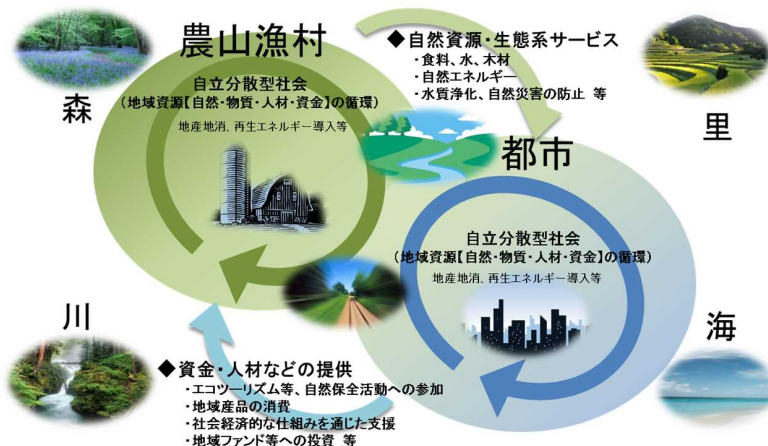 農山漁村
自立分散型社会
(地域資源【自然・物質・人材・資金】の循環)
地産地消、再生エネルギー導入等
◆自然資源・生態系サービス
・食料、水、木材
・自然エネルギー
・水質浄化、自然災害の防止 等
森
里
都市
自立分散型社会
(地域資源【自然・物質・人材・資金】の循環)
地産地消、再生エネルギー導入等
川
海
◆資金・人材などの提供
・エコツーリズム等、自然保全活動への参加
・地域産品の消費
・社会経済的な仕組みを通じた支援
・地域ファンド等への投資 等